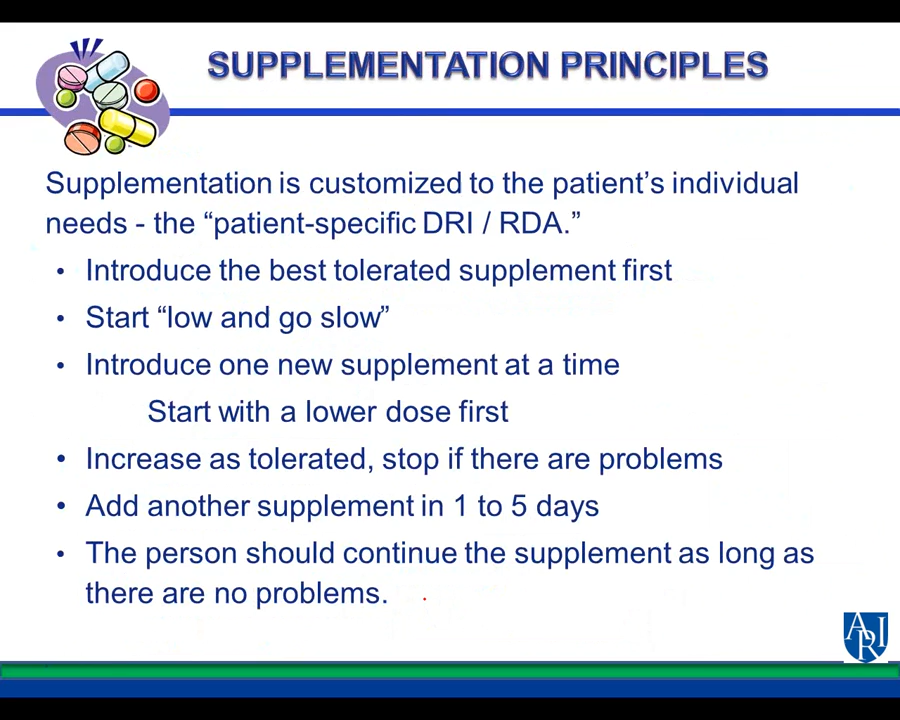 SUPPLEMENTATION PRINCIPLES
Supplementation is customized to the patient’s individual
needs - the “patient-specific DRI / RDA.”
• Introduce the best tolerated supplement first
• Start “low and go slow”
• Introduce one new supplement at a time
Start with a lower dose first
• Increase as tolerated, stop if there are problems
• Add another supplement in 1 to 5 days
• The person should continue the supplement as long as
there are no problems.
ARI